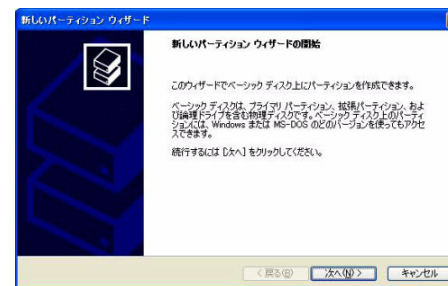 新しいパーティション ウィザード
新しいパーティション ウィザードの開始
このウィザードでベーシック ディスク上にパーティションを作成できます。
ベーシック ディスクは、プライマリ パーティション、拡張パーティション、およ
び論理ドライブを含む物理ディスクです。ベーシック ディスク上のパーティ
ションには、Windows または MS-DOS のどのバージョンを使ってもアクセ
スできます。
続行するには [次へ] をクリックしてください。
< 戻る(B) 次へ(N) > キャンセル